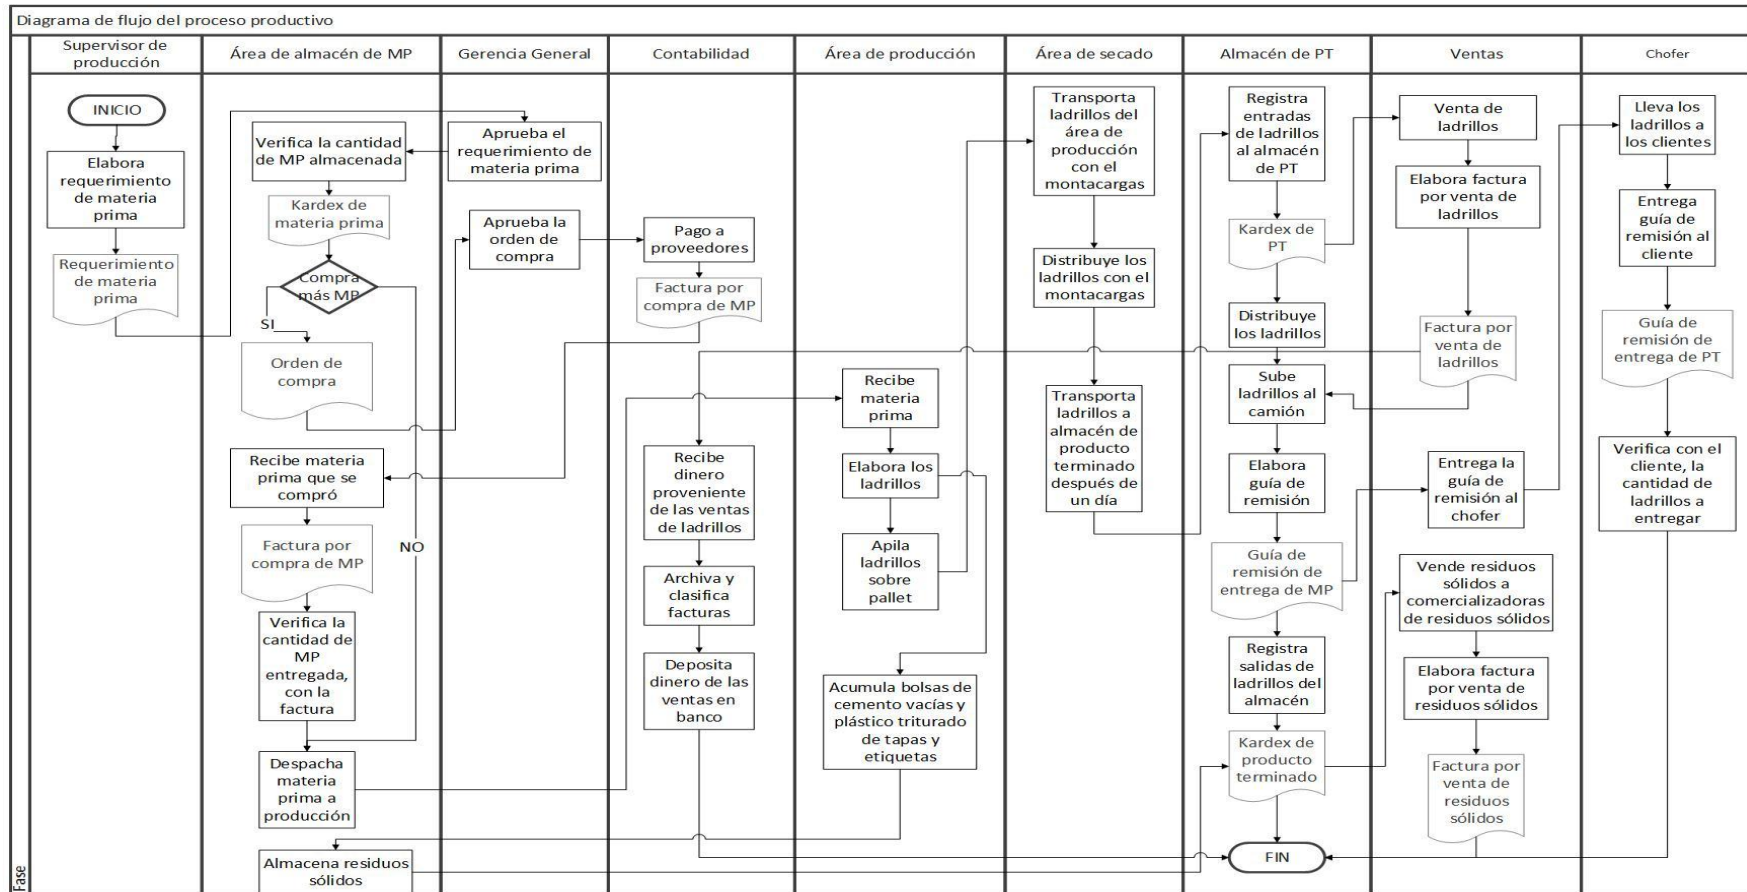 Diagrama de flujo del proceso productivo
Supervisor de
producción
Área de almacén de MP
Gerencia General
Contabilidad
Área de producción
Área de secado
Almacén de PT
Ventas
Chofer
Fase
INICIO
Elabora
requerimiento
de materia
prima
Requerimiento
de materia
prima
Verifica la cantidad
de MP almacenada
Kardex de
materia prima
Compra
más MP
SI
NO
Orden de
compra
Recibe materia
prima que se
compró
Factura por
compra de MP
Verifica la
cantidad de
MP
entregada,
con la
factura
Despacha
materia
prima a
producción
Almacena residuos
sólidos
Aprueba el
requerimiento de
materia prima
Aprueba la
orden de
compra
Pago a
proveedores
Factura por
compra de MP
Recibe
dinero
proveniente
de las ventas
de ladrillos
Archiva y
clasifica
facturas
Deposita
dinero de las
ventas en
banco
Recibe
materia
prima
Elabora los
ladrillos
Apila
ladrillos
sobre
pallet
Acumula bolsas de
cemento vacías y
plástico triturado
de tapas y
etiquetas
Transporta
ladrillos del
área de
producción
con el
montacargas
Distribuye los
ladrillos con el
montacargas
Transporta
ladrillos a
almacén de
producto
terminado
después de
un día
Registra
entradas
de ladrillos
al almacén
de PT
Kardex de
PT
Distribuye
los ladrillos
Sube
ladrillos al
camión
Elabora
guía de
remisión
Guía de
remisión de
entrega de MP
Registra
salidas de
ladrillos del
almacén
Kardex de
producto
terminado
FIN
Venta de
ladrillos
Elabora factura
por venta de
ladrillos
Factura por
venta de
ladrillos
Entrega la
guía de
remisión al
chofer
Vende residuos
sólidos a
comercializadoras
de residuos sólidos
Elabora factura
por venta de
residuos sólidos
Factura por
venta de
residuos
sólidos
Lleva los
ladrillos a
los clientes
Entrega
guía de
remisión al
cliente
Guía de
remisión de
entrega de PT
Verifica con el
cliente, la
cantidad de
ladrillos a
entregar